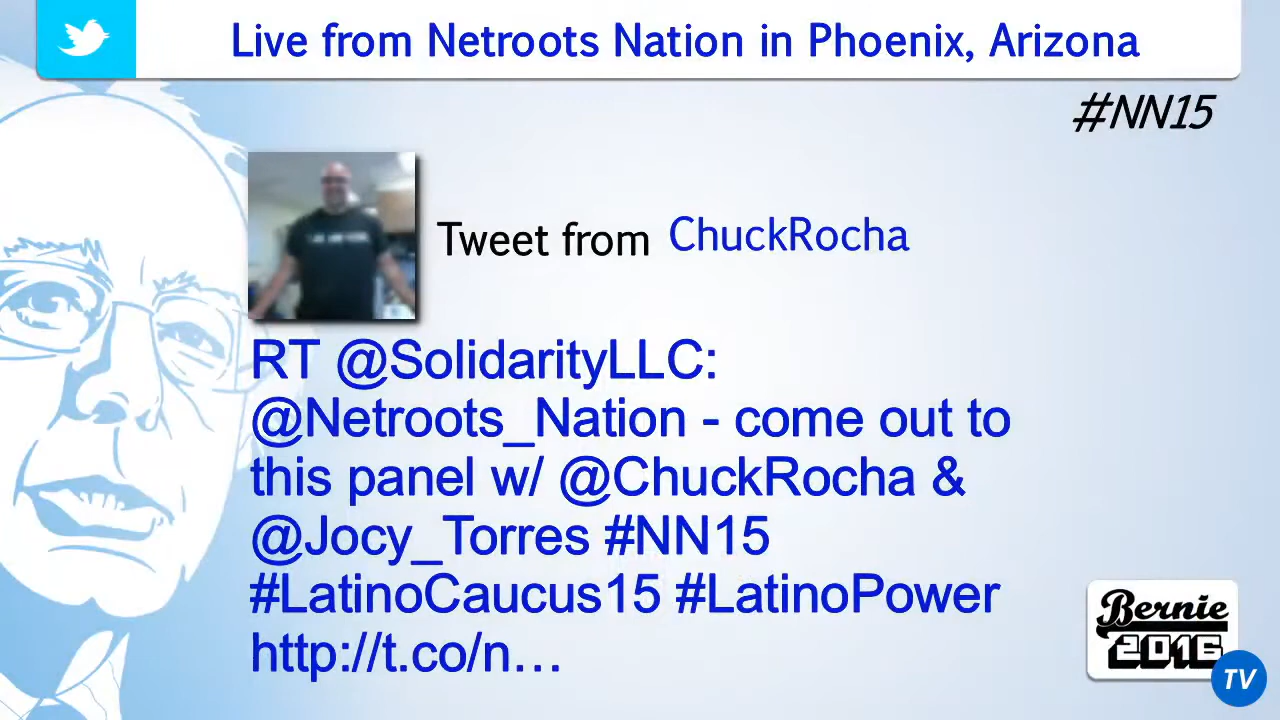 Live from Netroots Nation in Phoenix, Arizona
#NN15
Tweet from ChuckRocha
RT @SolidarityLLC:
@Netroots_Nation - come out to
this panel w/ @ChuckRocha &
@Jocy_Torres #NN15
#LatinoCaucus15 #LatinoPower
http://t.co/n…
Bernie
2016
TV